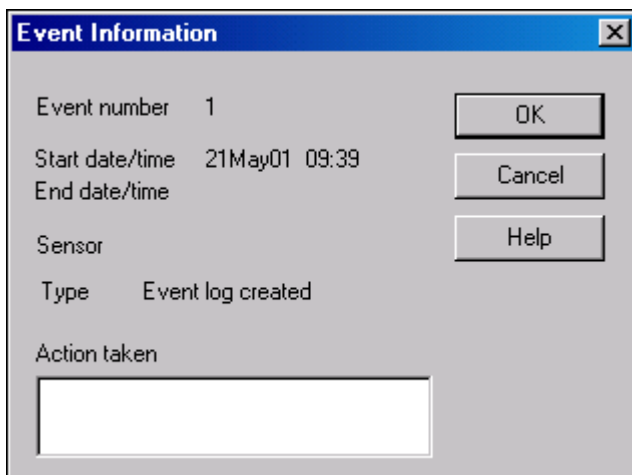 Event Information
Event number 1
OK
Start date/time 21May01 09:39
End date/time
Cancel
Sensor
Help
Type Event log created
Action taken